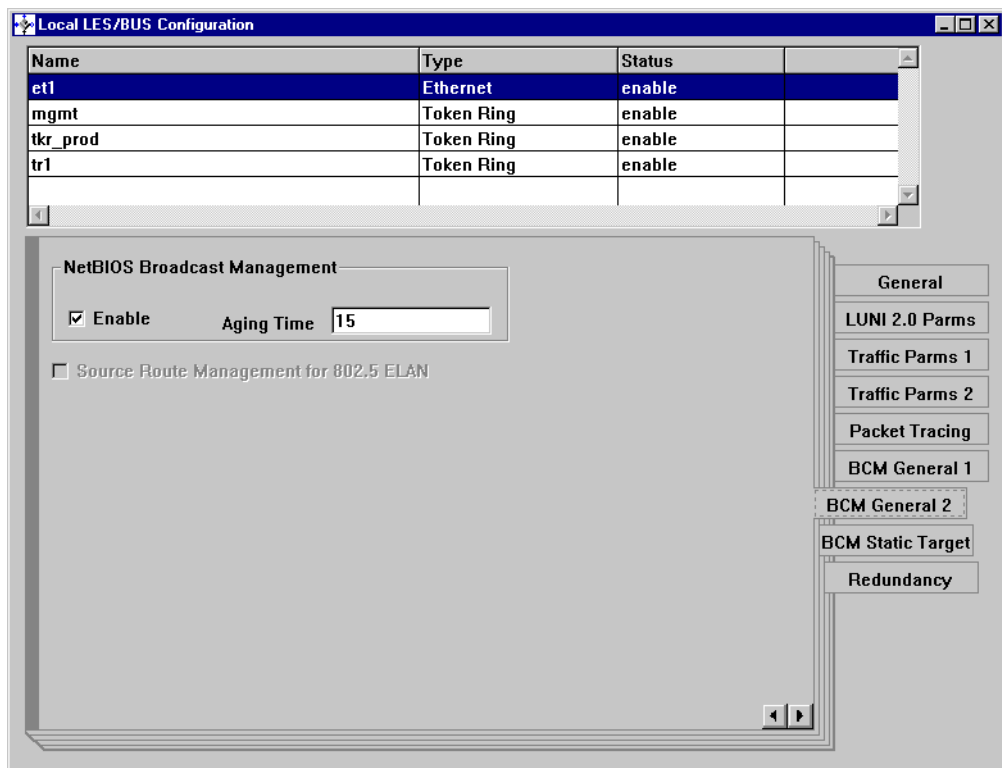 Local LES/BUS Configuration
Name Type Status
et1 Ethernet enable
mgmt Token Ring enable
tkr_prod Token Ring enable
tr1 Token Ring enable
NetBIOS Broadcast Management
Enable Aging Time 15
Source Route Management for 802.5 ELAN
General
LUNI 2.0 Parms
Traffic Parms 1
Traffic Parms 2
Packet Tracing
BCM General 1
BCM General 2
BCM Static Target
Redundancy